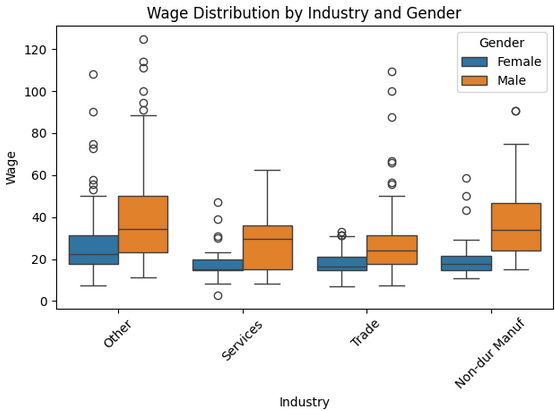 Wage Distribution by Industry and Gender
Gender
Female
Male
Wage
120
100
80
60
40
20
0
Other
Services
Trade
Non-dur Manuf
Industry